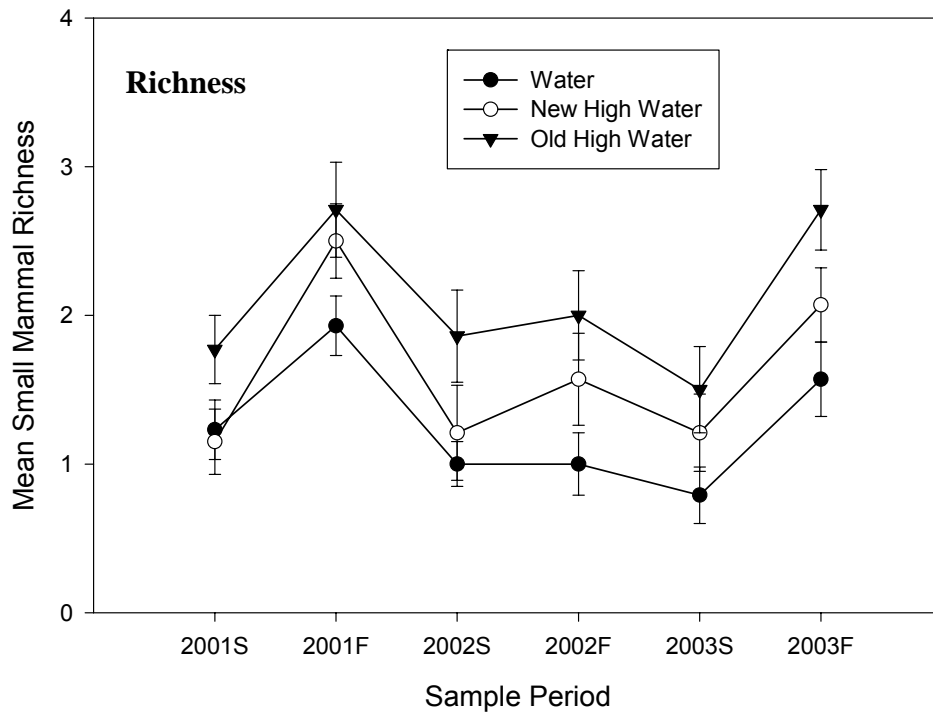 4
Richness
Water
New High Water
Old High Water
3
2
1
0
Mean Small Mammal Richness
2001S 2001F 2002S 2002F 2003S 2003F
Sample Period